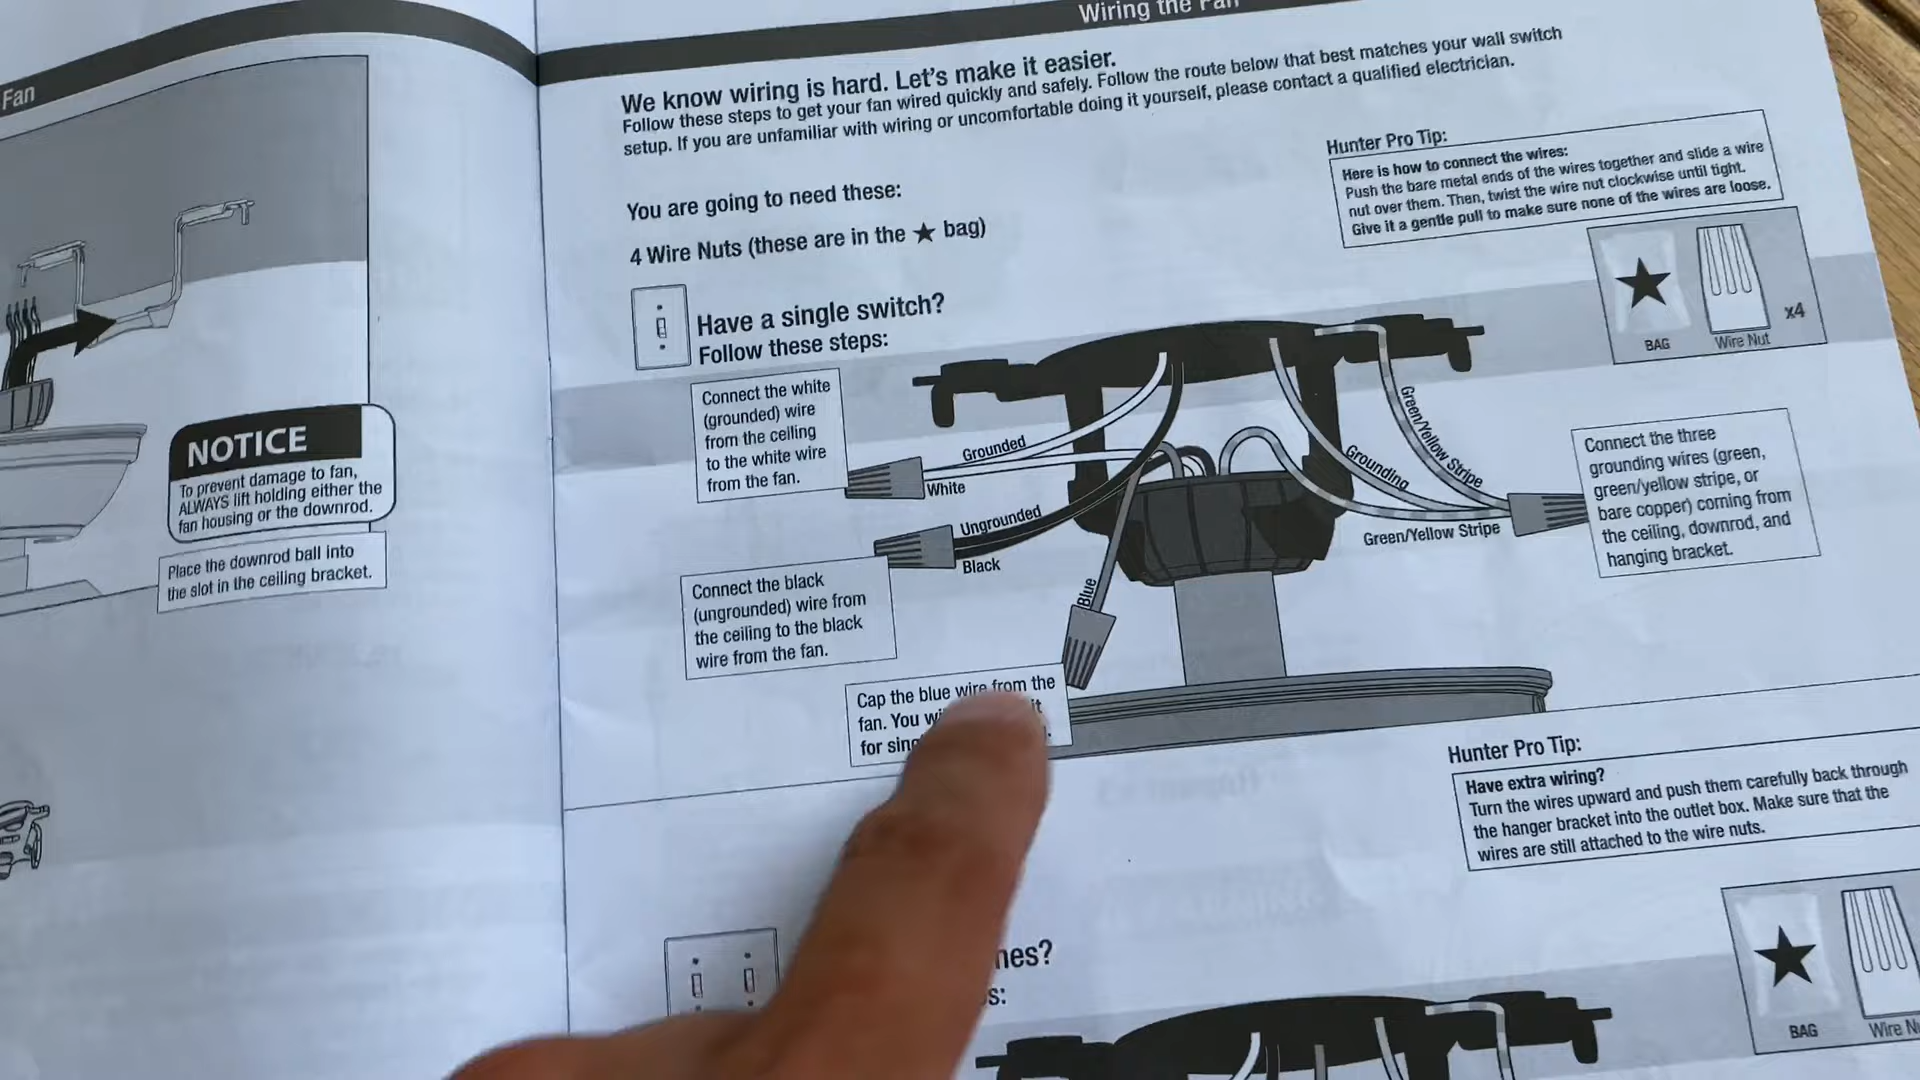 Fan
NOTICE
To prevent damage to fan,
ALWAYS lift holding either the
fan housing or the downrod.
Place the downrod ball into
the slot in the ceiling bracket.
Wiring the Fan
We know wiring is hard. Let's make it easier.
Follow these steps to get your fan wired quickly and safely. Follow the route below that best matches your wall switch
setup. If you are unfamiliar with wiring or uncomfortable doing it yourself, please contact a qualified electrician.
Hunter Pro Tip:
Here is how to connect the wires:
Push the bare metal ends of the wires together and slide a wire
nut over them. Then, twist the wire nut clockwise until tight.
Give it a gentle pull to make sure none of the wires are loose.
You are going to need these:
4 Wire Nuts (these are in the ★ bag)
BAG
Wire Nut
x4
Have a single switch?
Follow these steps:
Connect the white
(grounded) wire
from the ceiling
to the white wire
from the fan.
Grounded
White
Ungrounded
Black
Connect the black
(ungrounded) wire from
the ceiling to the black
wire from the fan.
Blue
Cap the blue wire from the
fan. You
for
Green/Yellow Stripe
Grounding
Green/Yellow Stripe
Connect the three
grounding wires (green,
green/yellow stripe, or
bare copper) coming from
the ceiling, downrod, and
hanging bracket.
Hunter Pro Tip:
Have extra wiring?
Turn the wires upward and push them carefully back through
the hanger bracket into the outlet box. Make sure that the
wires are still attached to the wire nuts.
BAG
Wire